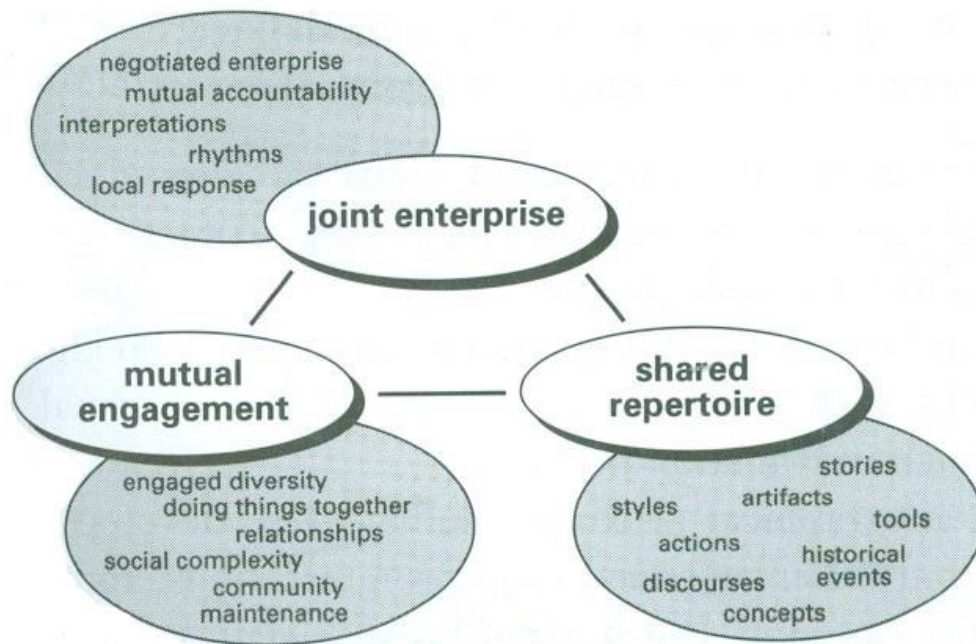 negotiated enterprise
mutual accountability
interpretations
rhythms
local response
joint enterprise
mutual
engagement
engaged diversity
doing things together
relationships
social complexity
community
maintenance
shared
repertoire
stories
styles
artifacts
tools
actions
historical
events
discourses
concepts